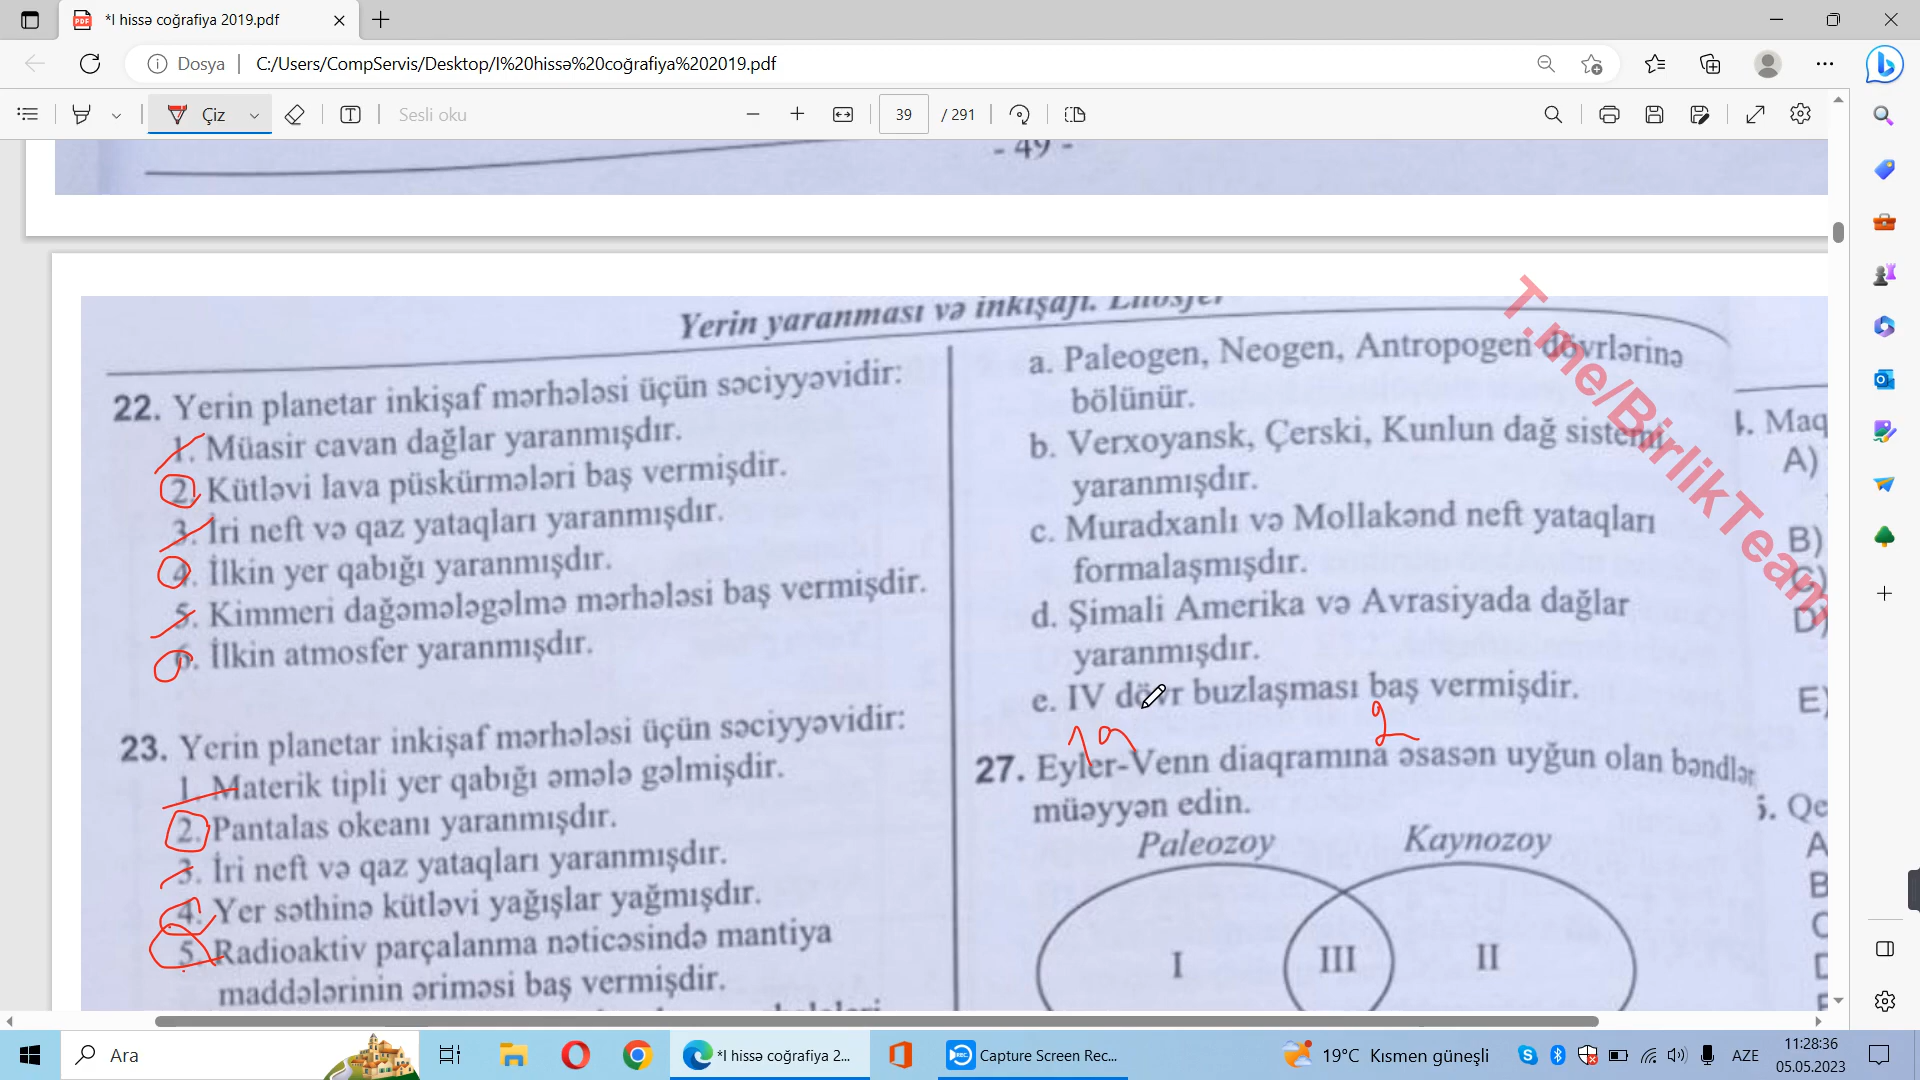 *I hissə coğrafiya 2019.pdf
Dosya
C:/Users/CompServis/Desktop/I%20hissə%20coğrafiya%202019.pdf
Çiz
Sesli oku
39
/ 291
- 49 -
Yerin yaranması və inkişafı. Litosfer
22. Yerin planetar inkişaf mərhələsi üçün səciyyəvidir:
1. Müasir cavan dağlar yaranmışdır.
2. Kütləvi lava püskürmələri baş vermişdir.
3. İri neft və qaz yataqları yaranmışdır.
4. İlkin yer qabığı yaranmışdır.
5. Kimmeri dağəmələgəlmə mərhələsi baş vermişdir.
6. İlkin atmosfer yaranmışdır.
23. Yerin planetar inkişaf mərhələsi üçün səciyyəvidir:
1. Materik tipli yer qabığı əmələ gəlmişdir.
2. Pantalas okeanı yaranmışdır.
3. İri neft və qaz yataqları yaranmışdır.
4. Yer səthinə kütləvi yağışlar yağmışdır.
5. Radioaktiv parçalanma nəticəsində mantiya
maddələrinin əriməsi baş vermişdir.
a. Paleogen, Neogen, Antropogen dövrlərinə
bölünür.
b. Verxoyansk, Çerski, Kunlun dağ sistemi
yaranmışdır.
c. Muradxanlı və Mollakənd neft yataqları
formalaşmışdır.
d. Şimali Amerika və Avrasiyada dağlar
yaranmışdır.
e. IV dövr buzlaşması baş vermişdir.
2
27. Eyler-Venn diaqramına əsasən uyğun olan bəndlər
müəyyən edin.
Paleozoy
Kaynozoy
I
III
II
Maq
A)
B)
C)
D)
E)
Qe
A
B
C
T.me/BirlikTeam
Ara
*I hissə coğrafiya 2...
Capture Screen Rec...
19°C Kısmen güneşli
AZE
11:28:36
05.05.2023